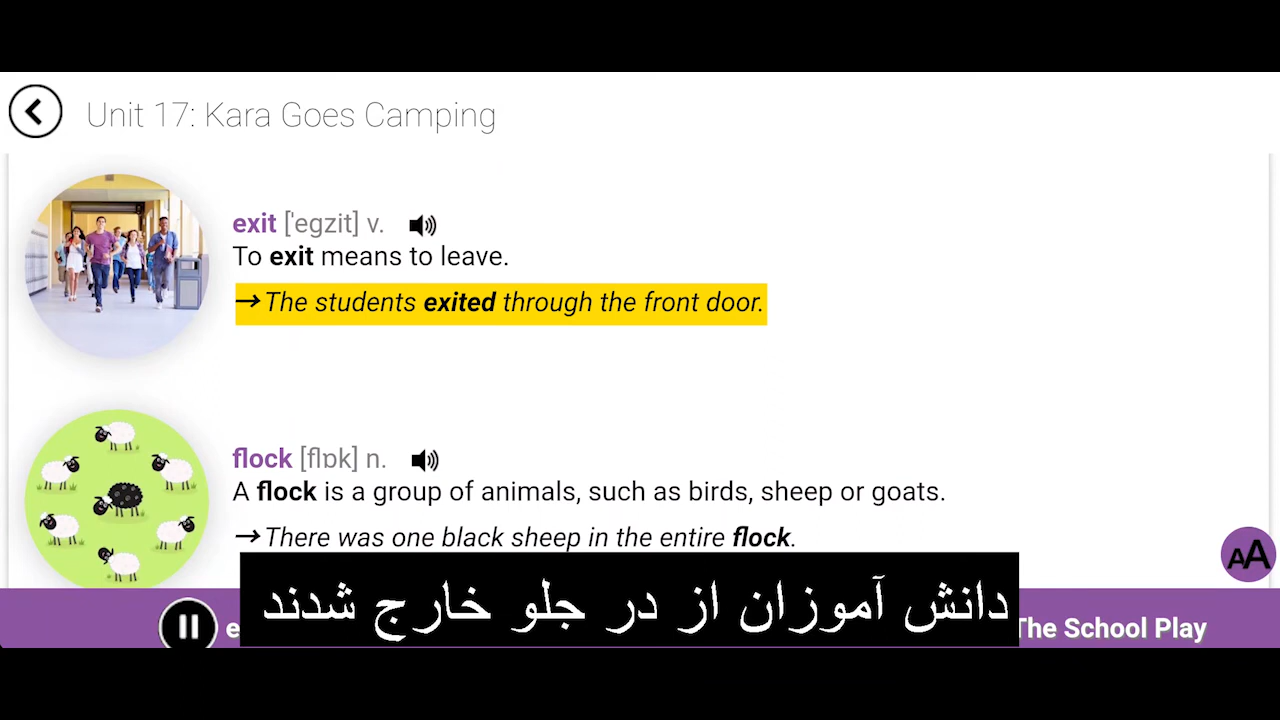 Unit 17: Kara Goes Camping
exit ['egzit] v.
To exit means to leave.
→ The students exited through the front door.
flock [flɒk] n.
A flock is a group of animals, such as birds, sheep or goats.
→ There was one black sheep in the entire flock.
AA
دانش آموزان از در جلو خارج شدند
The School Play